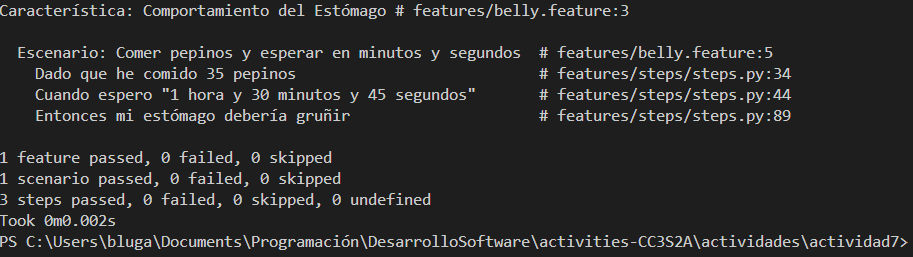 Característica: Comportamiento del Estómago # features/belly.feature:3
Escenario: Comer pepinos y esperar en minutos y segundos # features/belly.feature:5
Dado que he comido 35 pepinos # features/steps/steps.py:34
Cuando espero "1 hora y 30 minutos y 45 segundos" # features/steps/steps.py:44
Entonces mi estómago debería gruñir # features/steps/steps.py:89
1 feature passed, 0 failed, 0 skipped
1 scenario passed, 0 failed, 0 skipped
3 steps passed, 0 failed, 0 skipped, 0 undefined
Took 0m0.002s
PS C:\Users\bluga\Documents\Programación\DesarrolloSoftware\activities-CC3S2A\actividades\actividad7>